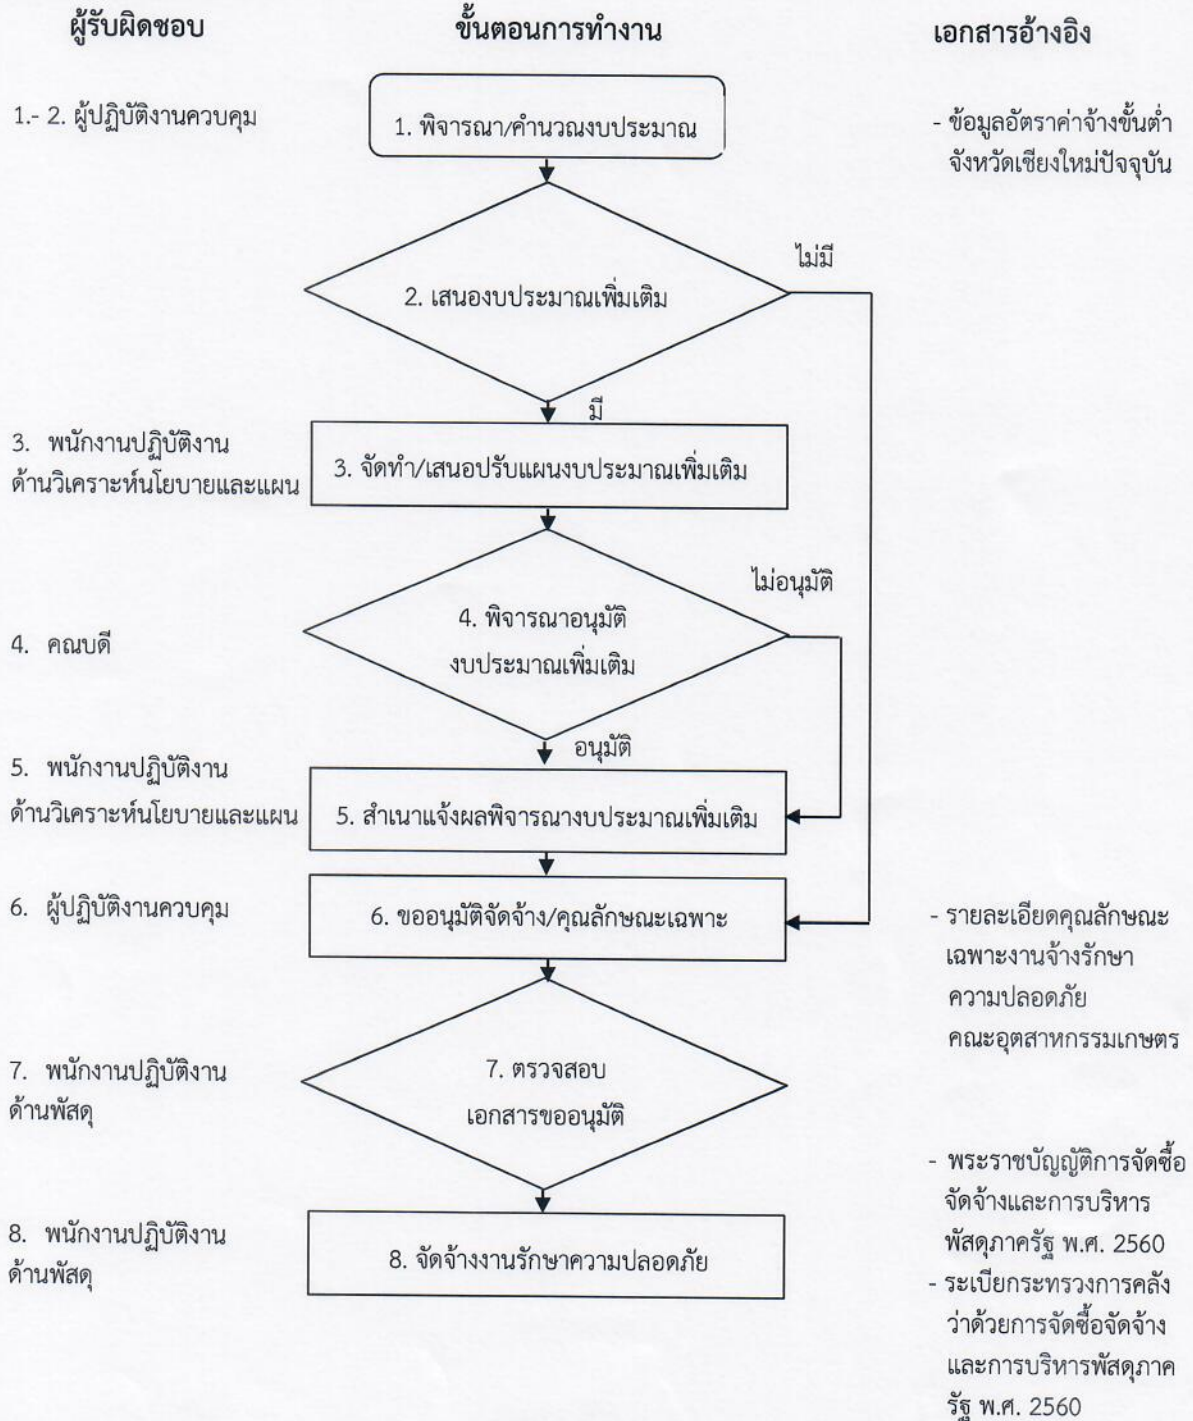 ผู้รับผิดชอบ
ขั้นตอนการทำงาน
เอกสารอ้างอิง
1.- 2. ผู้ปฏิบัติงานควบคุม
1. พิจารณา/คำนวณงบประมาณ
- ข้อมูลอัตราค่าจ้างขั้นต่ำ
จังหวัดเชียงใหม่ปัจจุบัน
ไม่มี
2. เสนองบประมาณเพิ่มเติม
มี
3. พนักงานปฏิบัติงาน
ด้านวิเคราะห์นโยบายและแผน
3. จัดทำ/เสนอปรับแผนงบประมาณเพิ่มเติม
ไม่อนุมัติ
4. คณบดี
4. พิจารณาอนุมัติ
งบประมาณเพิ่มเติม
อนุมัติ
5. พนักงานปฏิบัติงาน
ด้านวิเคราะห์นโยบายและแผน
5. สำเนาแจ้งผลพิจารณางบประมาณเพิ่มเติม
6. ผู้ปฏิบัติงานควบคุม
6. ขออนุมัติจัดจ้าง/คุณลักษณะเฉพาะ
- รายละเอียดคุณลักษณะ
เฉพาะงานจ้างรักษา
ความปลอดภัย
คณะอุตสาหกรรมเกษตร
7. พนักงานปฏิบัติงาน
ด้านพัสดุ
7. ตรวจสอบ
เอกสารขออนุมัติ
8. พนักงานปฏิบัติงาน
ด้านพัสดุ
8. จัดจ้างงานรักษาความปลอดภัย
- พระราชบัญญัติการจัดซื้อ
จัดจ้างและการบริหาร
พัสดุภาครัฐ พ.ศ. 2560
- ระเบียกระทรวงการคลัง
ว่าด้วยการจัดซื้อจัดจ้าง
และการบริหารพัสดุภาค
รัฐ พ.ศ. 2560